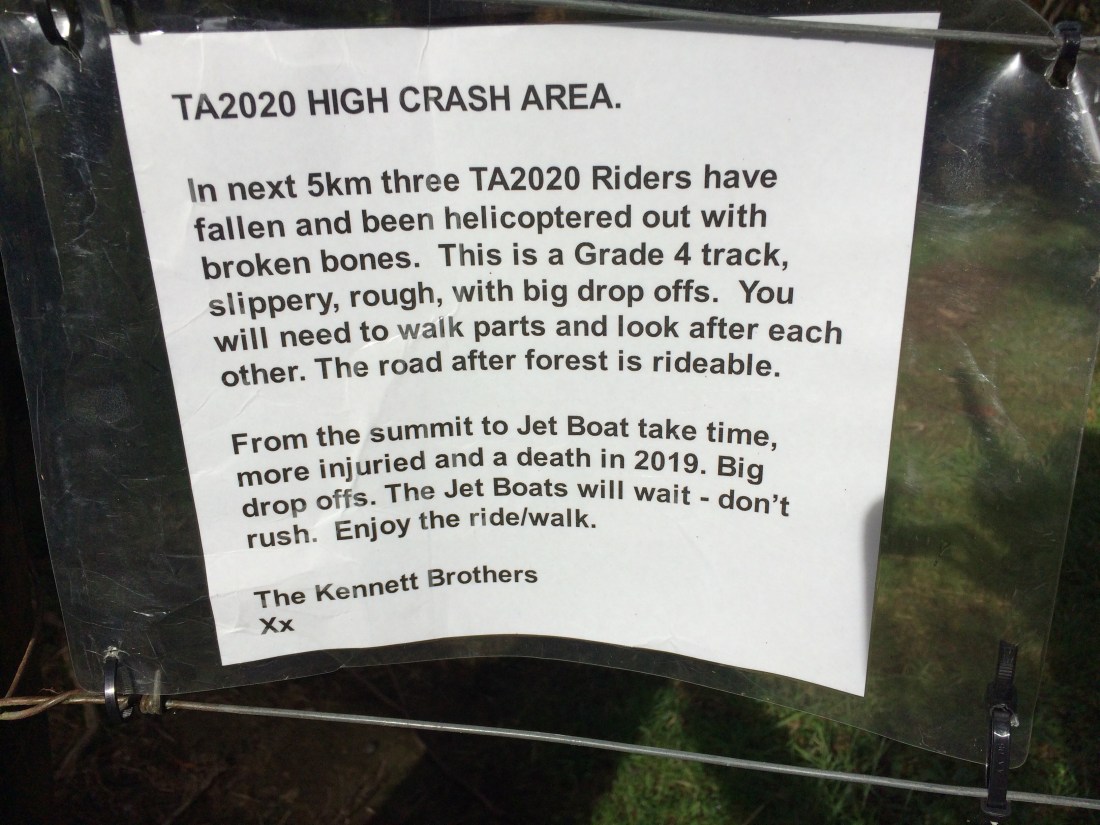 TA2020 HIGH CRASH AREA.
In next 5km three TA2020 Riders have
fallen and been helicoptered out with
broken bones.  This is a Grade 4 track,
slippery, rough, with big drop offs.  You
will need to walk parts and look after each
other. The road after forest is rideable.
From the summit to Jet Boat take time,
more injuried and a death in 2019. Big
drop offs. The Jet Boats will wait - don't
rush.  Enjoy the ride/walk.
The Kennett Brothers
Xx